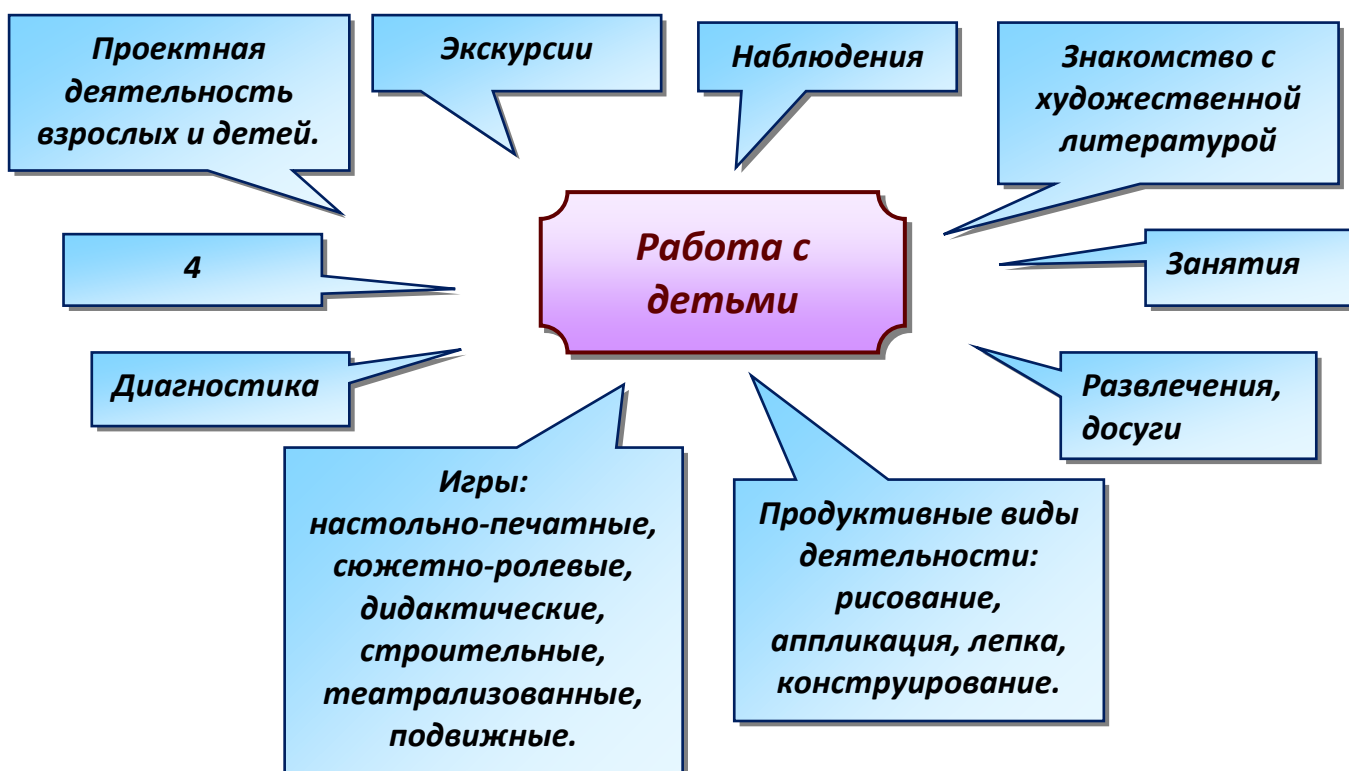 Проектная
деятельность
взрослых и детей.
Экскурсии
Наблюдения
Знакомство с
художественной
литературой
4
Работа с
детьми
Занятия
Диагностика
Развлечения,
досуги
Игры:
настольно-печатные,
сюжетно-ролевые,
дидактические,
строительные,
театрализованные,
подвижные.
Продуктивные виды
деятельности:
рисование,
аппликация, лепка,
конструирование.